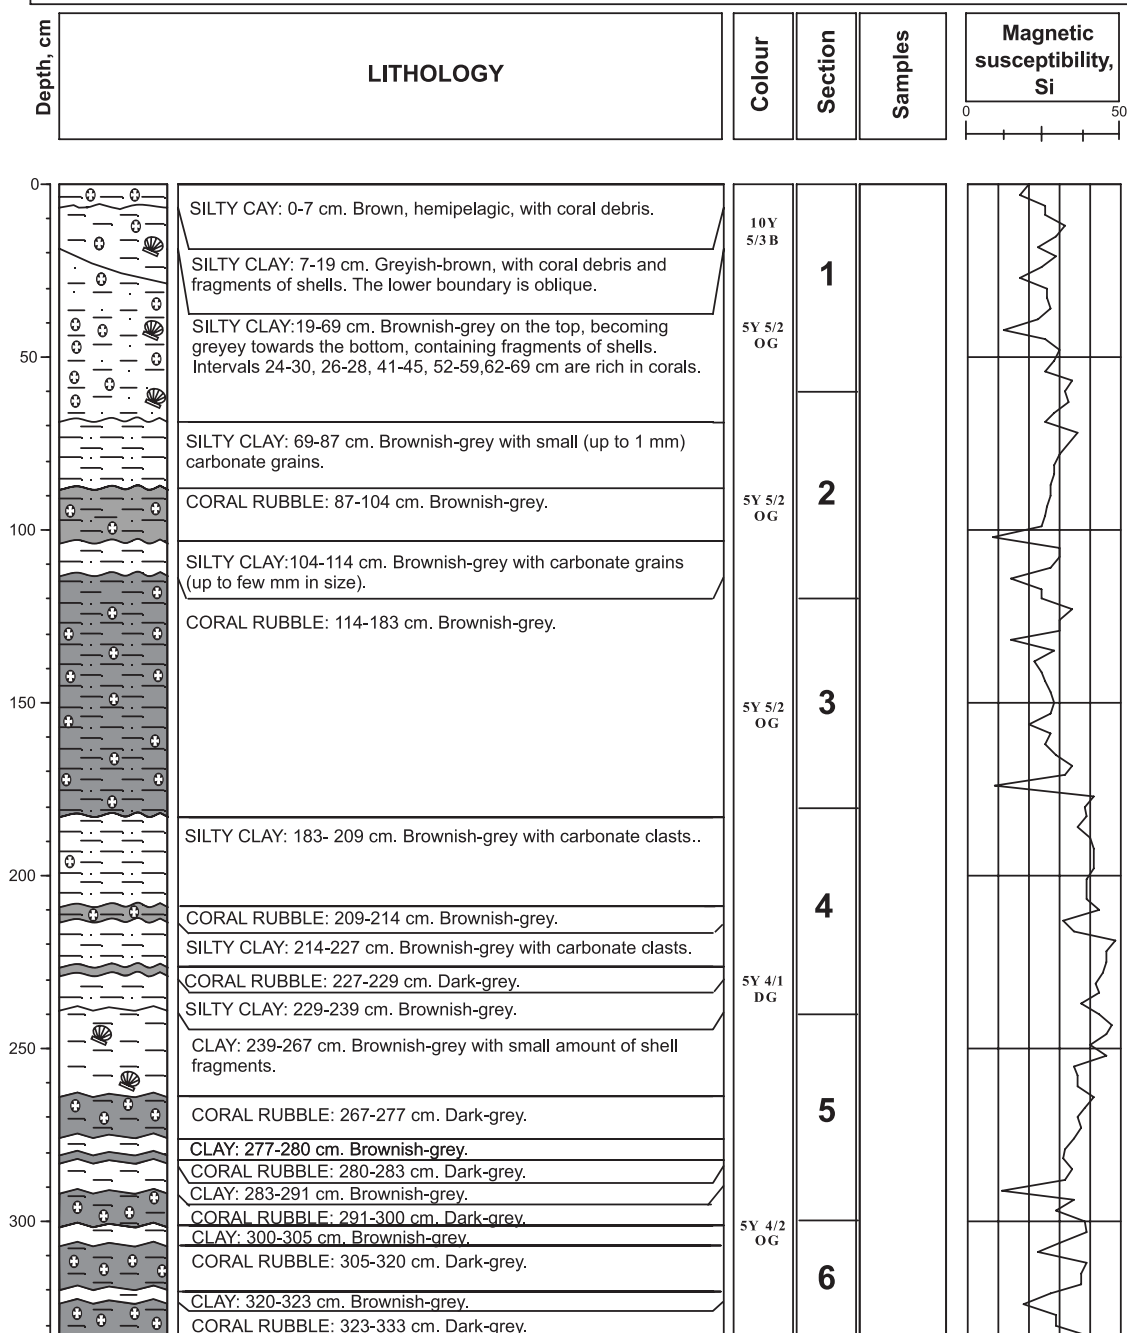 Depth, cm
LITHOLOGY
Colour
Section
Samples
Magnetic
susceptibility,
Si
0
50
0
SILTY CAY: 0-7 cm. Brown, hemipelagic, with coral debris.
10Y
5/3 B
SILTY CLAY: 7-19 cm. Greyish-brown, with coral debris and
fragments of shells. The lower boundary is oblique.
1
SILTY CLAY:19-69 cm. Brownish-grey on the top, becoming
greyey towards the bottom, containing fragments of shells.
Intervals 24-30, 26-28, 41-45, 52-59,62-69 cm are rich in corals.
5Y 5/2
OG
50
SILTY CLAY: 69-87 cm. Brownish-grey with small (up to 1 mm)
carbonate grains.
CORAL RUBBLE: 87-104 cm. Brownish-grey.
5Y 5/2
OG
2
100
SILTY CLAY:104-114 cm. Brownish-grey with carbonate grains
(up to few mm in size).
CORAL RUBBLE: 114-183 cm. Brownish-grey.
150
5Y 5/2
OG
3
SILTY CLAY: 183- 209 cm. Brownish-grey with carbonate clasts..
200
4
CORAL RUBBLE: 209-214 cm. Brownish-grey.
SILTY CLAY: 214-227 cm. Brownish-grey with carbonate clasts.
CORAL RUBBLE: 227-229 cm. Dark-grey.
5Y 4/1
DG
SILTY CLAY: 229-239 cm. Brownish-grey.
250
CLAY: 239-267 cm. Brownish-grey with small amount of shell
fragments.
5
CORAL RUBBLE: 267-277 cm. Dark-grey.
CLAY: 277-280 cm. Brownish-grey.
CORAL RUBBLE: 280-283 cm. Dark-grey.
CLAY: 283-291 cm. Brownish-grey.
CORAL RUBBLE: 291-300 cm. Dark-grey.
300
5Y 4/2
OG
CLAY: 300-305 cm. Brownish-grey.
CORAL RUBBLE: 305-320 cm. Dark-grey.
6
CLAY: 320-323 cm. Brownish-grey.
CORAL RUBBLE: 323-333 cm. Dark-grey.